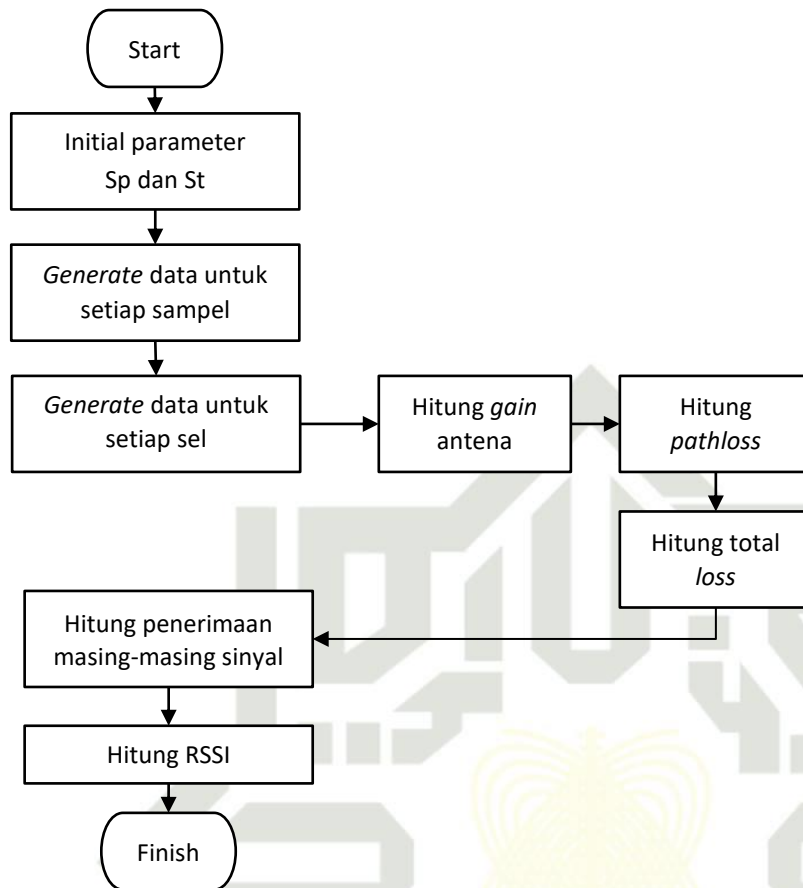 Start
Initial parameter
Sp dan St
Generate data untuk
setiap sampel
Generate data untuk
setiap sel
Hitung gain
antena
Hitung
pathloss
Hitung total
loss
Hitung penerimaan
masing-masing sinyal
Hitung RSSI
Finish